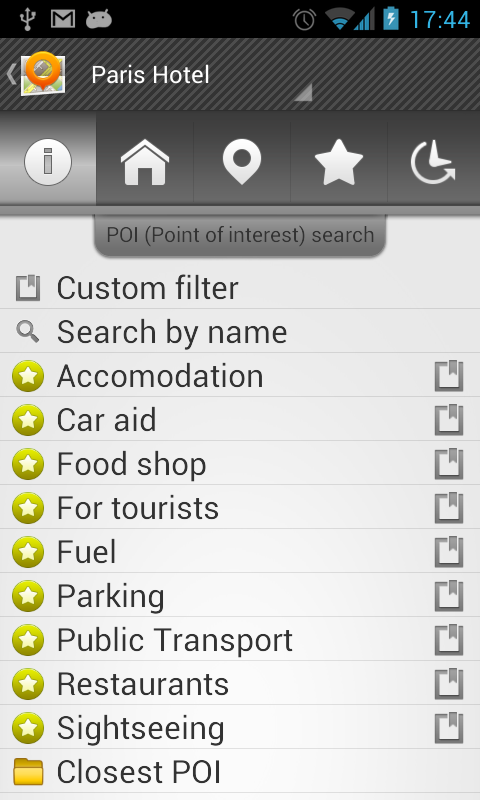 17:44
Paris Hotel
POI (Point of interest) search
Custom filter
Search by name
Accomodation
Car aid
Food shop
For tourists
Fuel
Parking
Public Transport
Restaurants
Sightseeing
Closest POI